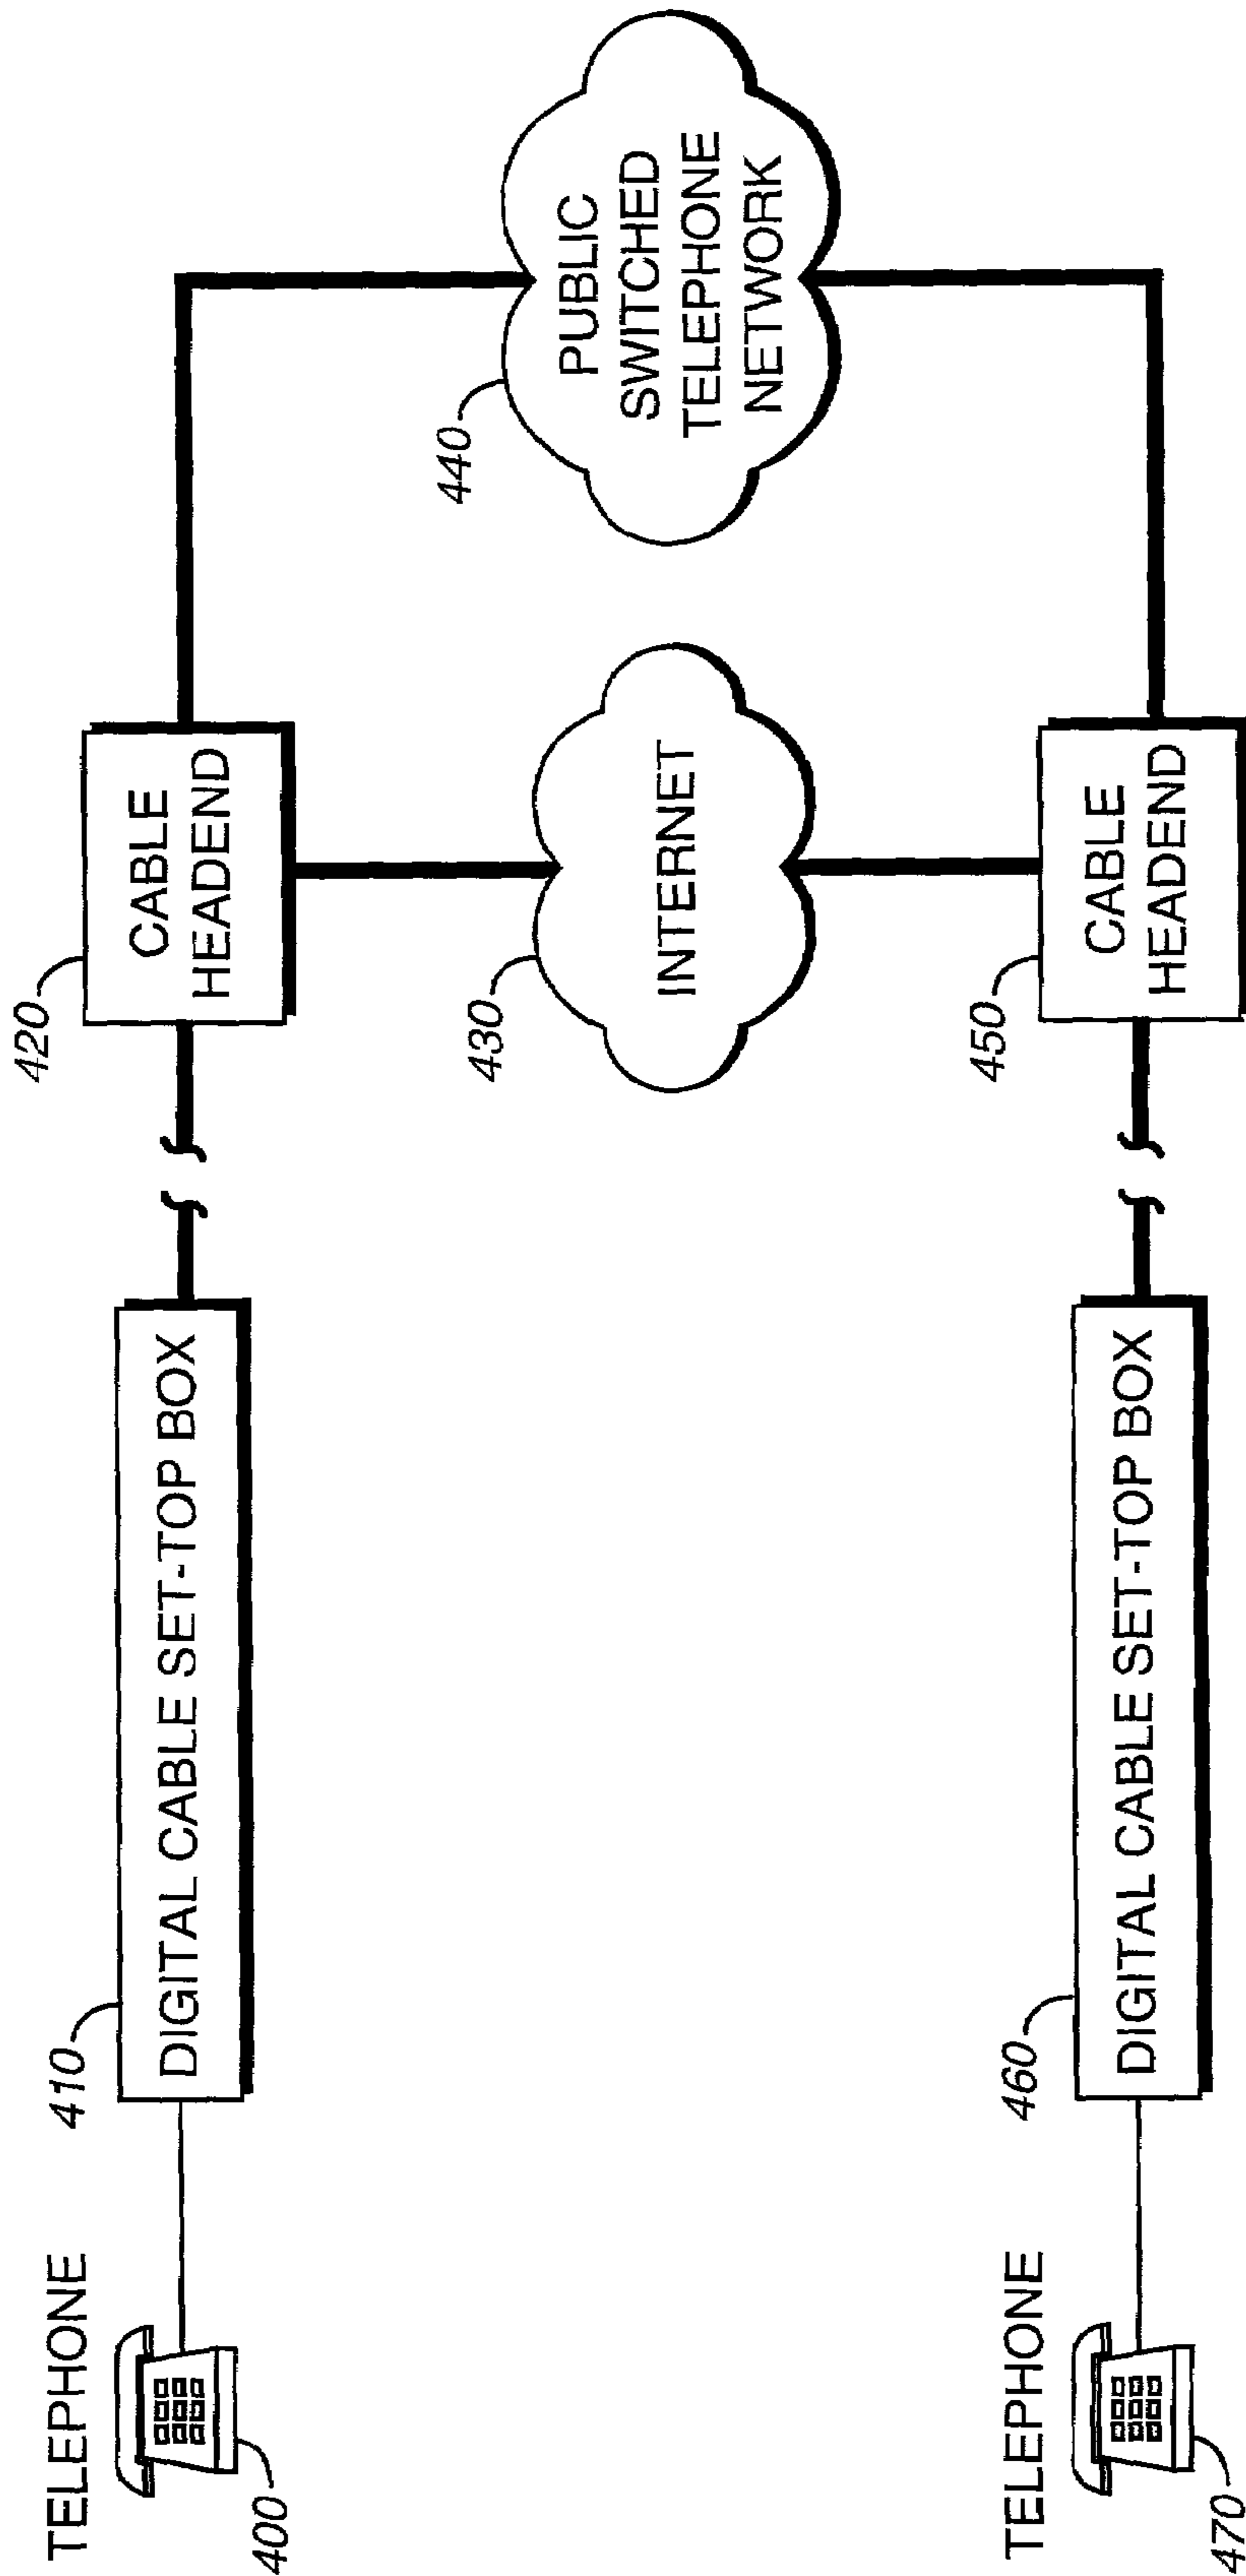 TELEPHONE
400
410
DIGITAL CABLE SET-TOP BOX
420
CABLE
HEADEND
430
INTERNET
440
PUBLIC
SWITCHED
TELEPHONE
NETWORK
TELEPHONE
470
460
DIGITAL CABLE SET-TOP BOX
450
CABLE
HEADEND